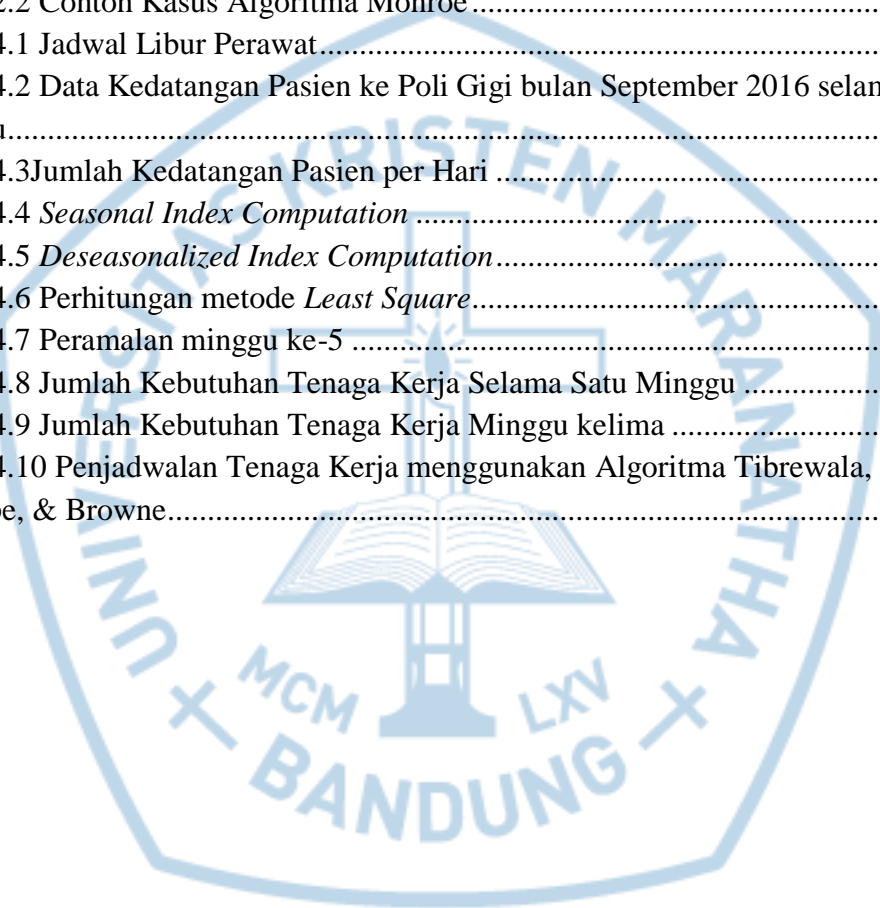 2.2 Contoh Kasus Algoritma Monroe........................................................
4.1 Jadwal Libur Perawat........................................................
4.2 Data Kedatangan Pasien ke Poli Gigi bulan September 2016
........................................................
4.3Jumlah Kedatangan Pasien per Hari ........................................................
4.4 Seasonal Index Computation ........................................................
4.5 Deseasonalized Index Computation........................................................
4.6 Perhitungan metode Least Square........................................................
4.7 Peramalan minggu ke-5 ........................................................
4.8 Jumlah Kebutuhan Tenaga Kerja Selama Satu Minggu ........................
4.9 Jumlah Kebutuhan Tenaga Kerja Minggu kelima ........................
4.10 Penjadwalan Tenaga Kerja menggunakan Algoritma Tibrewala,
& Browne........................................................
UNIVERSITAS KRISTEN MARANATHA
MCM LXV
BANDUNG